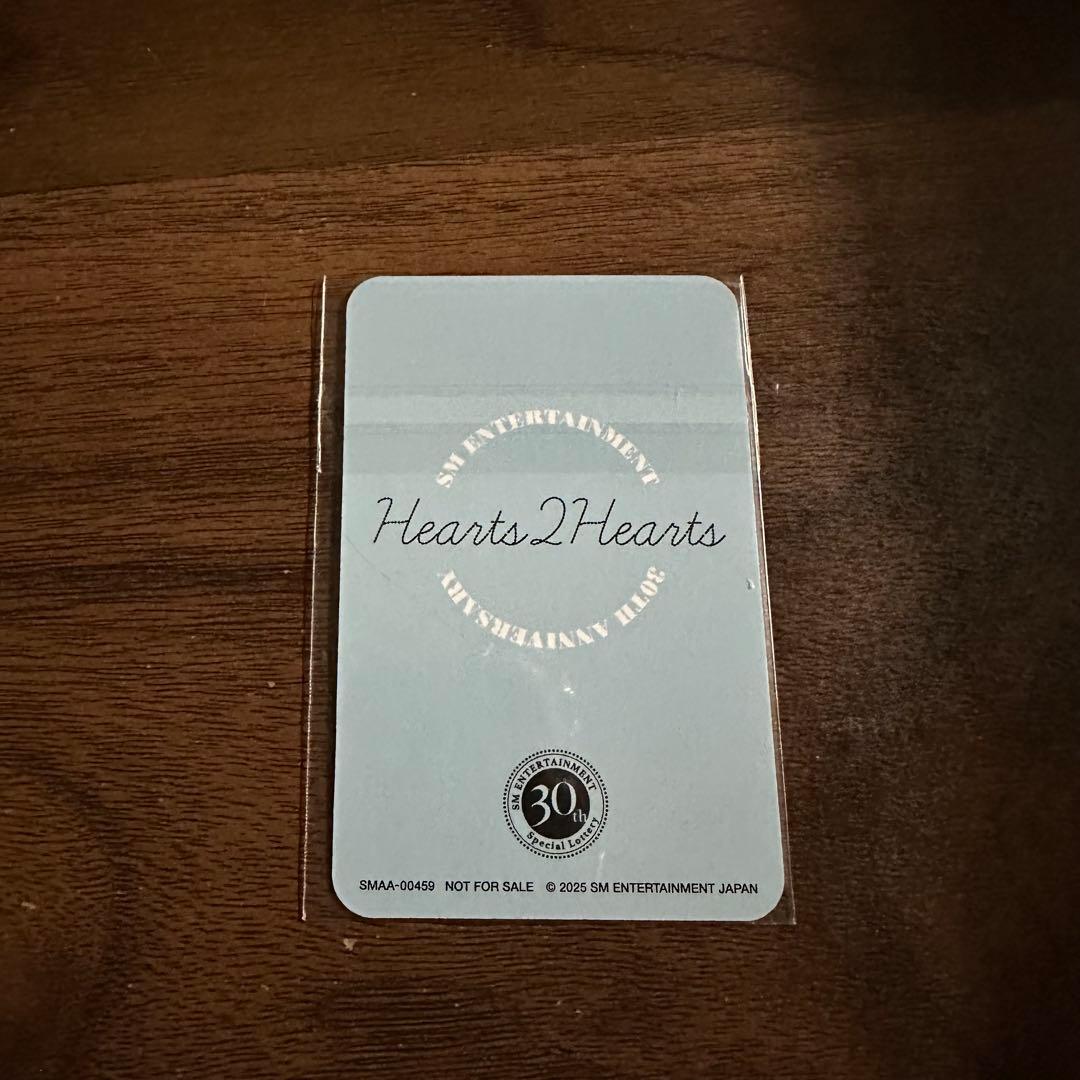 SM ENTERTAINMENT
Hearts2Hearts
30TH ANNIVERSARY
SM ENTERTAINMENT
30th
Special Lottery
SMAA-00459 NOT FOR SALE © 2025 SM ENTERTAINMENT JAPAN